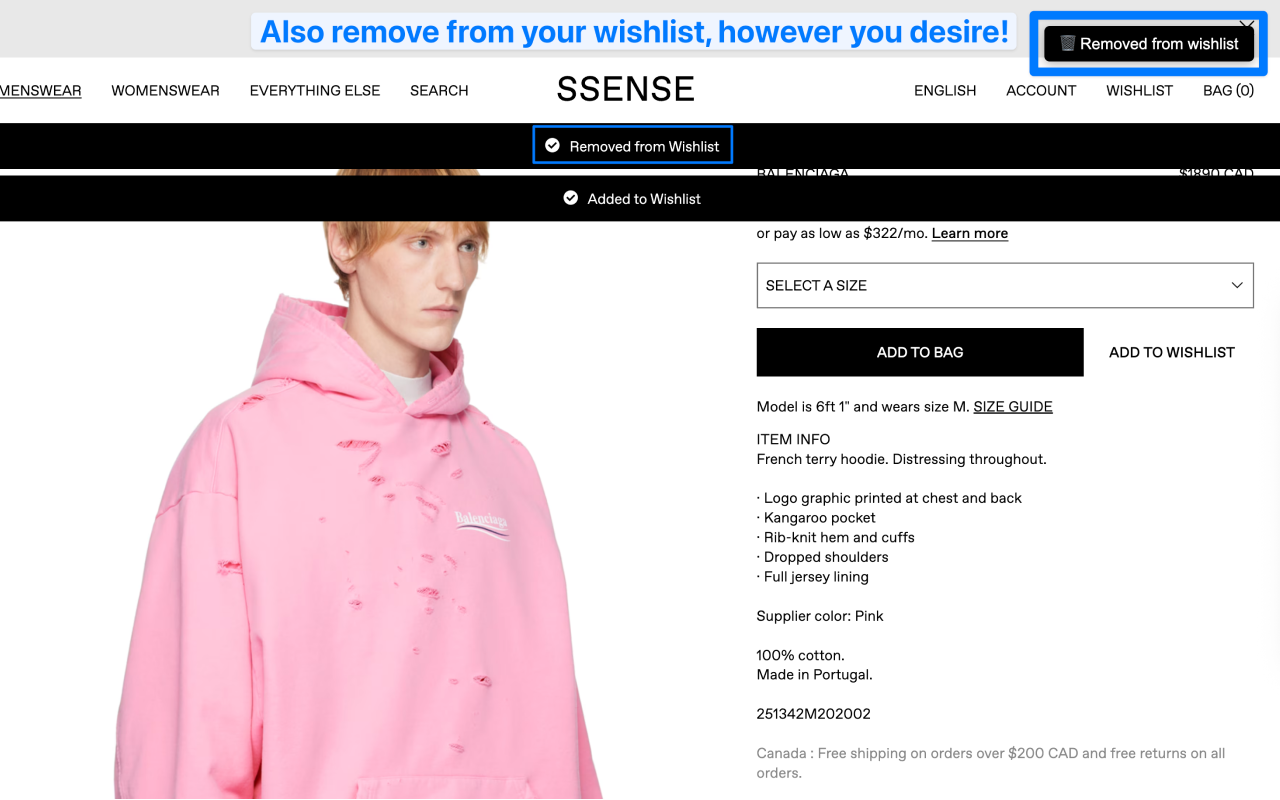 Also remove from your wishlist, however you desire!
🗑️ Removed from wishlist
MENSWEAR WOMENSWEAR EVERYTHING ELSE SEARCH SSENSE ENGLISH ACCOUNT WISHLIST BAG (0)
Removed from Wishlist
BALENCIAGA $1890 CAD
Added to Wishlist
or pay as low as $322/mo. Learn more
SELECT A SIZE
ADD TO BAG ADD TO WISHLIST
Model is 6ft 1" and wears size M. SIZE GUIDE
ITEM INFO
French terry hoodie. Distressing throughout.
· Logo graphic printed at chest and back
· Kangaroo pocket
· Rib-knit hem and cuffs
· Dropped shoulders
· Full jersey lining
Supplier color: Pink
100% cotton.
Made in Portugal.
251342M202002
Canada : Free shipping on orders over $200 CAD and free returns on all
orders.
Balenciaga